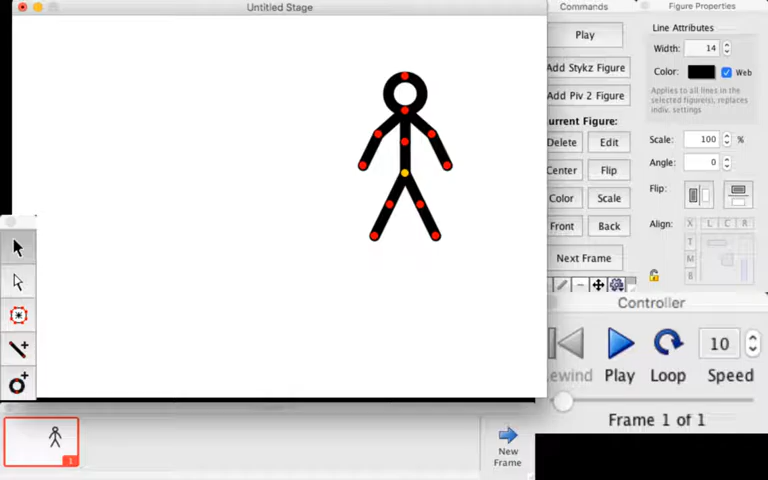 Untitled Stage
Commands
Play
Add Stykz Figure
Add Piv 2 Figure
urrent Figure:
Delete Edit
Center Flip
Color Scale
Front Back
Next Frame
Figure Properties
Line Attributes
Width: 14
Color: Web
Applies to all lines in the
selected figure(s), replaces
indiv. settings
Scale: 100 %
Angle: 0
Flip:
Align: X L C R
T
M
B
Controller
10
ewind Play Loop Speed
Frame 1 of 1
1
New
Frame